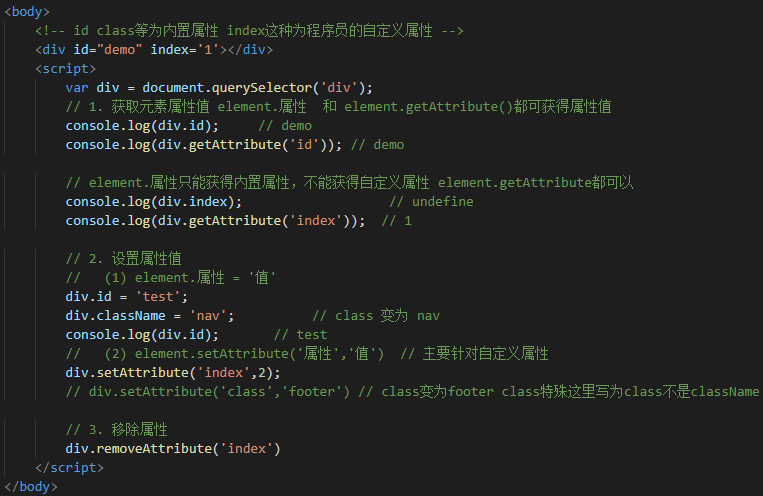 <body>
<!-- id class等为内置属性 index这种为程序员的自定义属性 -->
<div id="demo" index='1'></div>
<script>
var div = document.querySelector('div');
// 1. 获取元素属性值 element.属性 和 element.getAttribute()都可获得属性值
console.log(div.id); // demo
console.log(div.getAttribute('id')); // demo
// element.属性只能获得内置属性，不能获得自定义属性 element.getAttribute都可以
console.log(div.index); // undefine
console.log(div.getAttribute('index')); // 1
// 2. 设置属性值
// (1) element.属性 = '值'
div.id = 'test';
div.className = 'nav'; // class 变为 nav
console.log(div.id); // test
// (2) element.setAttribute('属性','值') // 主要针对自定义属性
div.setAttribute('index',2);
// div.setAttribute('class','footer') // class变为footer class特殊这里写为class不是className
// 3. 移除属性
div.removeAttribute('index')
</script>
</body>